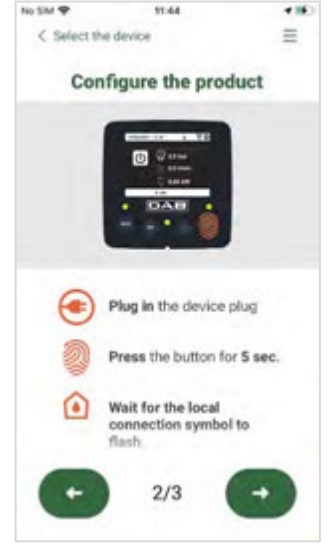 No SIM 11:44
Select the device
Configure the product
DAB
Plug in the device plug
Press the button for 5 sec.
Wait for the local
connection symbol to
flash.
2/3